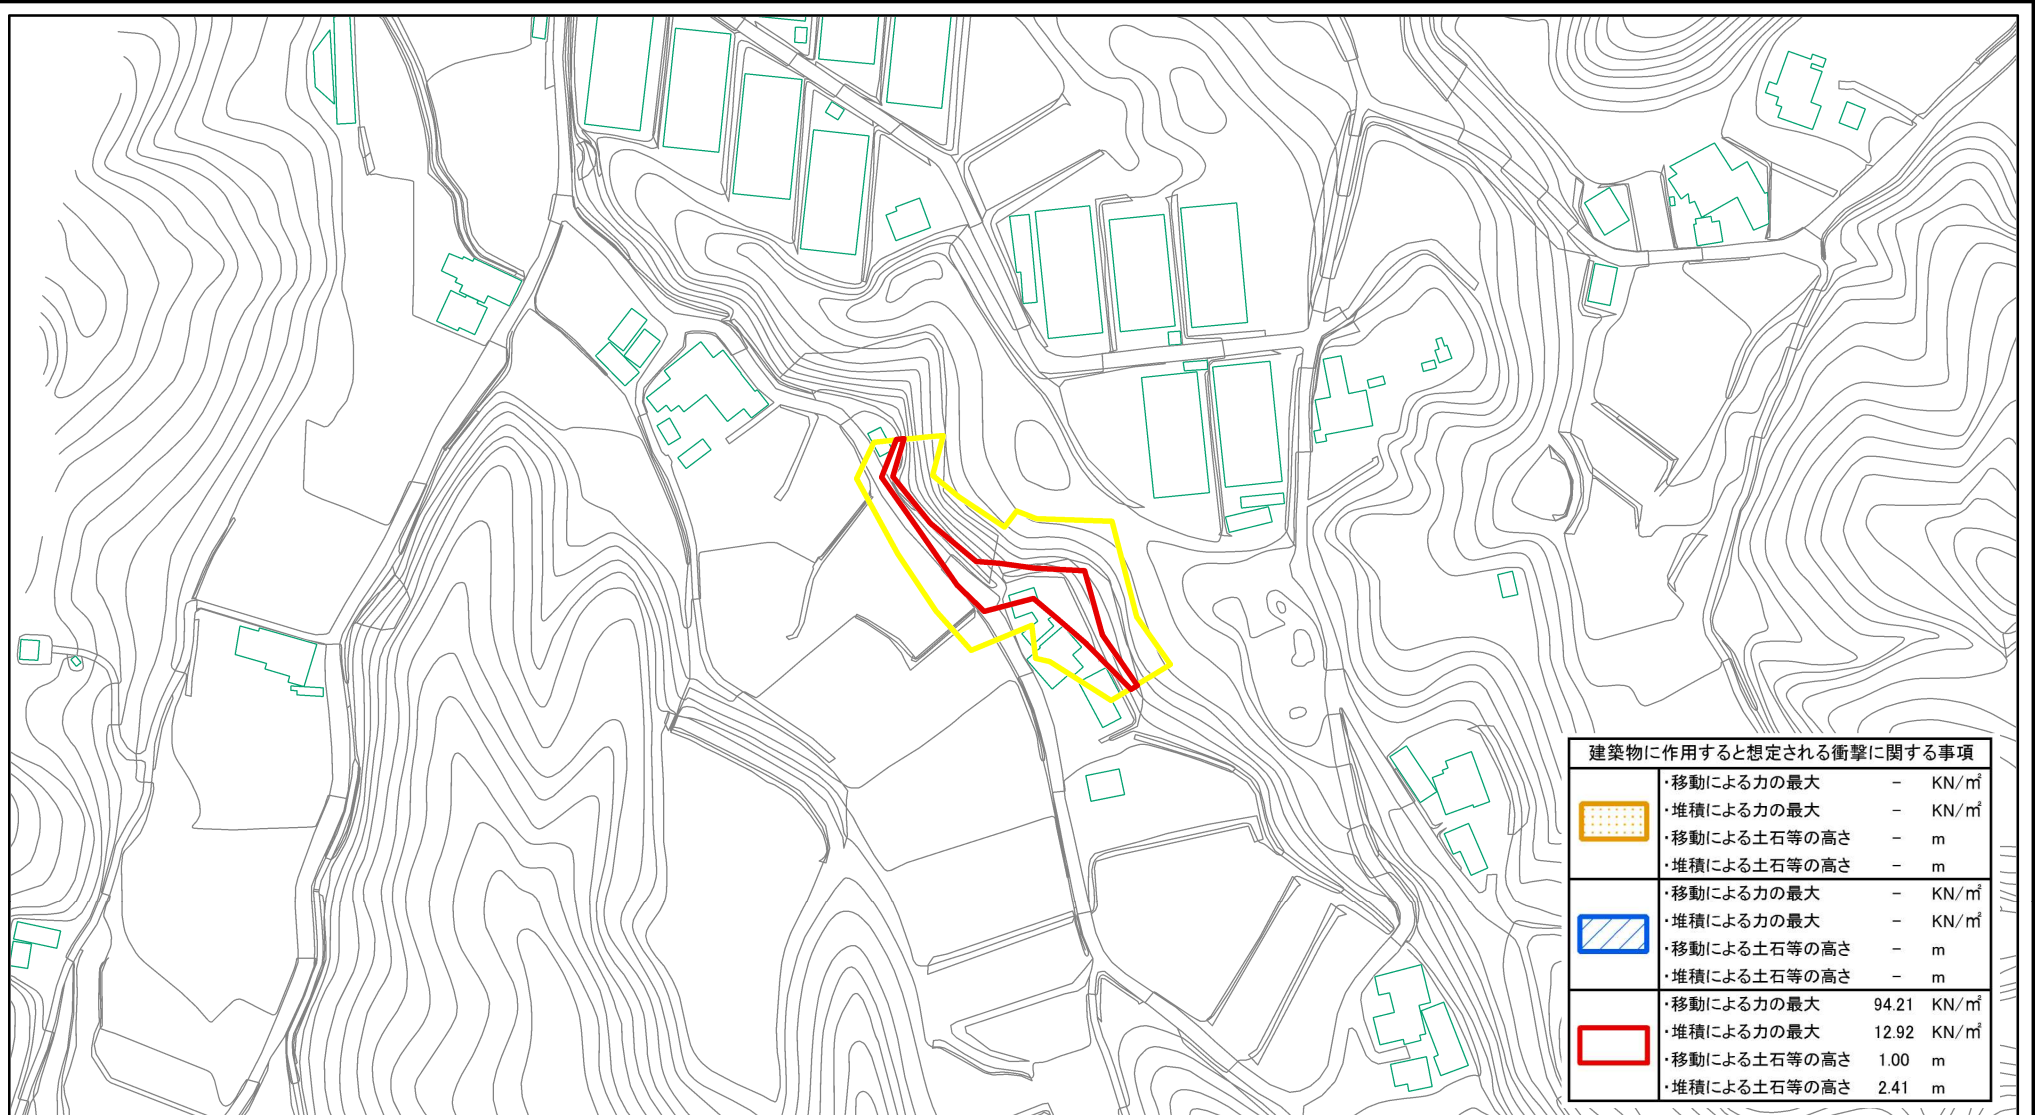 建築物に作用すると想定される衝撃に関する事項
・移動による力の最大 － KN/㎡
・堆積による力の最大 － KN/㎡
・移動による土石等の高さ － m
・堆積による土石等の高さ － m
・移動による力の最大 － KN/㎡
・堆積による力の最大 － KN/㎡
・移動による土石等の高さ － m
・堆積による土石等の高さ － m
・移動による力の最大 94.21 KN/㎡
・堆積による力の最大 12.92 KN/㎡
・移動による土石等の高さ 1.00 m
・堆積による土石等の高さ 2.41 m